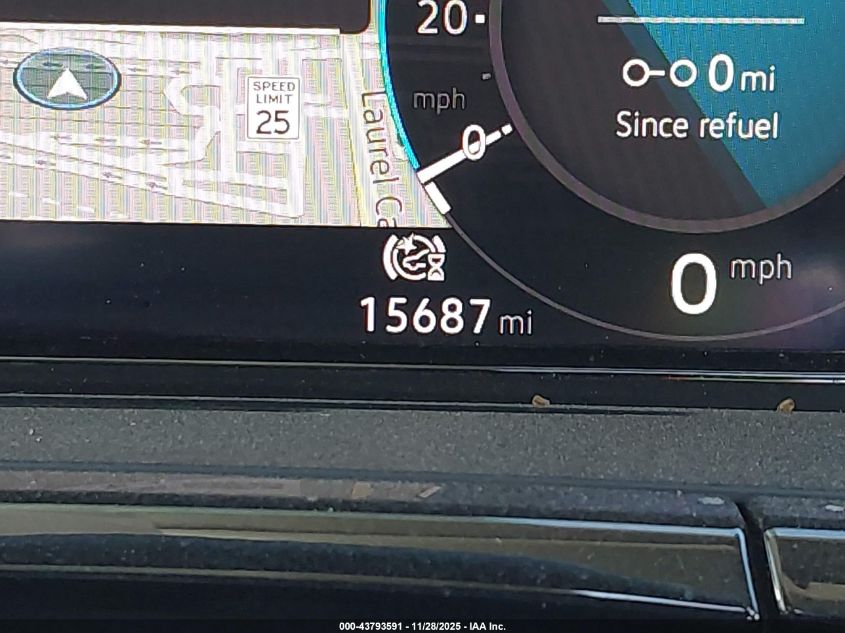 20
0 mi
Since refuel
SPEED
LIMIT
25
mph
0
Laurel Ca
0 mph
15687 mi
000-43793591 - 11/28/2025 - IAA Inc.